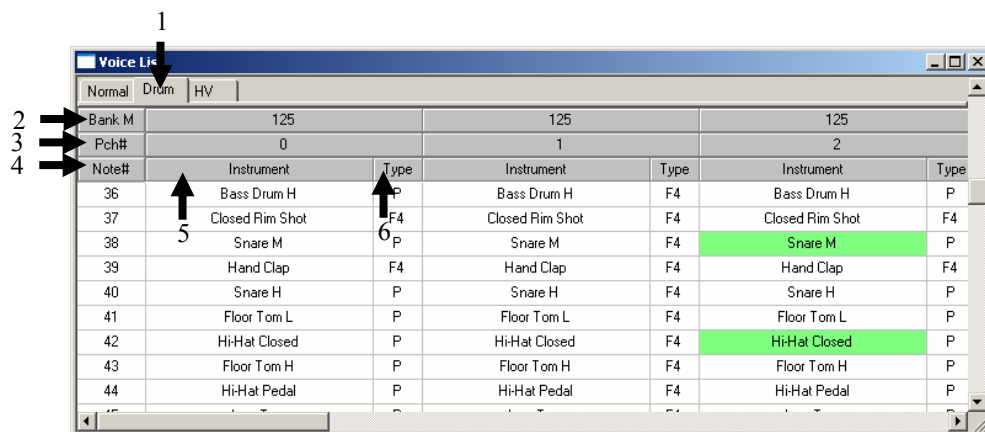 1
Voice Lis
Normal Drum HV
2 Bank M 125 125 125
3 Pch# 0 1 2
4 Note# Instrument Type Instrument Type Instrument Type
36 Bass Drum H P Bass Drum H F4 Bass Drum H P
37 Closed Rim Shot F4 Closed Rim Shot F4 Closed Rim Shot F4
5 6
38 Snare M P Snare M F4 Snare M P
39 Hand Clap F4 Hand Clap F4 Hand Clap F4
40 Snare H P Snare H F4 Snare H P
41 Floor Tom L P Floor Tom L F4 Floor Tom L P
42 Hi-Hat Closed P Hi-Hat Closed F4 Hi-Hat Closed P
43 Floor Tom H P Floor Tom H F4 Floor Tom H P
44 Hi-Hat Pedal P Hi-Hat Pedal F4 Hi-Hat Pedal P